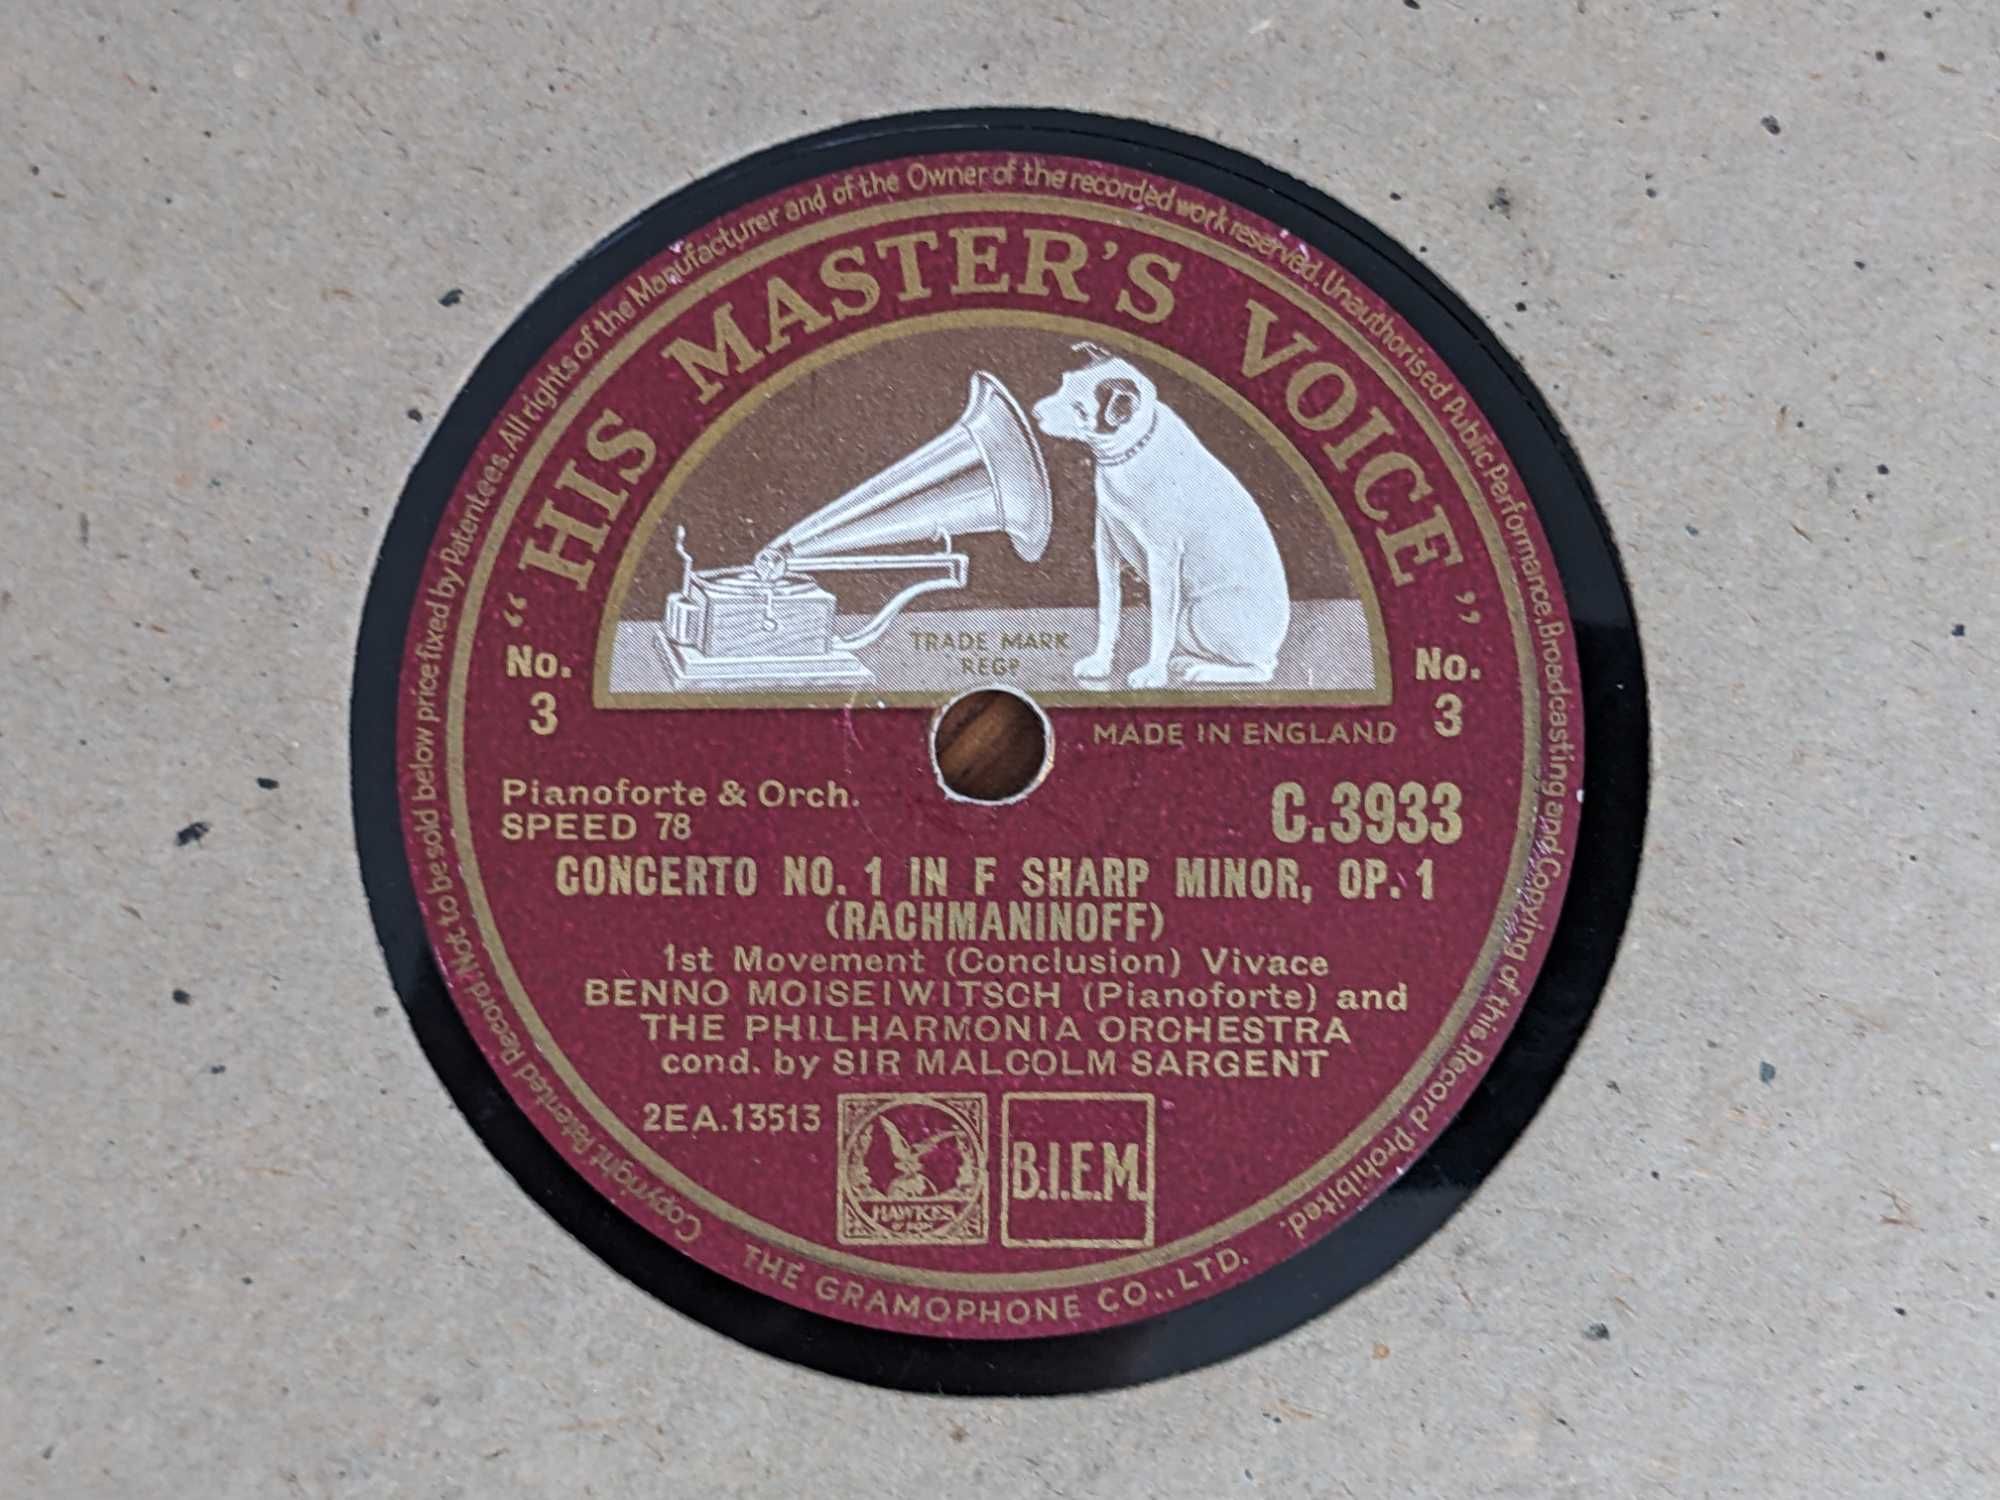 Copyright Patented Record. Not to be sold below price fixed by Patentees. All rights of the Manufacturer and of the Owner of the recorded work reserved. Unauthorised Public Performance, Broadcasting and Copying of this Record Prohibited.
"HIS MASTER'S VOICE"
TRADE MARK
REGD
No.
3
No.
3
MADE IN ENGLAND
Pianoforte & Orch.
SPEED 78
C.3933
CONCERTO NO. 1 IN F SHARP MINOR, OP. 1
(RACHMANINOFF)
1st Movement (Conclusion) Vivace
BENNO MOISEIWITSCH (Pianoforte) and
THE PHILHARMONIA ORCHESTRA
cond. by SIR MALCOLM SARGENT
2EA.13513
HAWKES
& SON
B.I.E.M.
THE GRAMOPHONE CO., LTD.